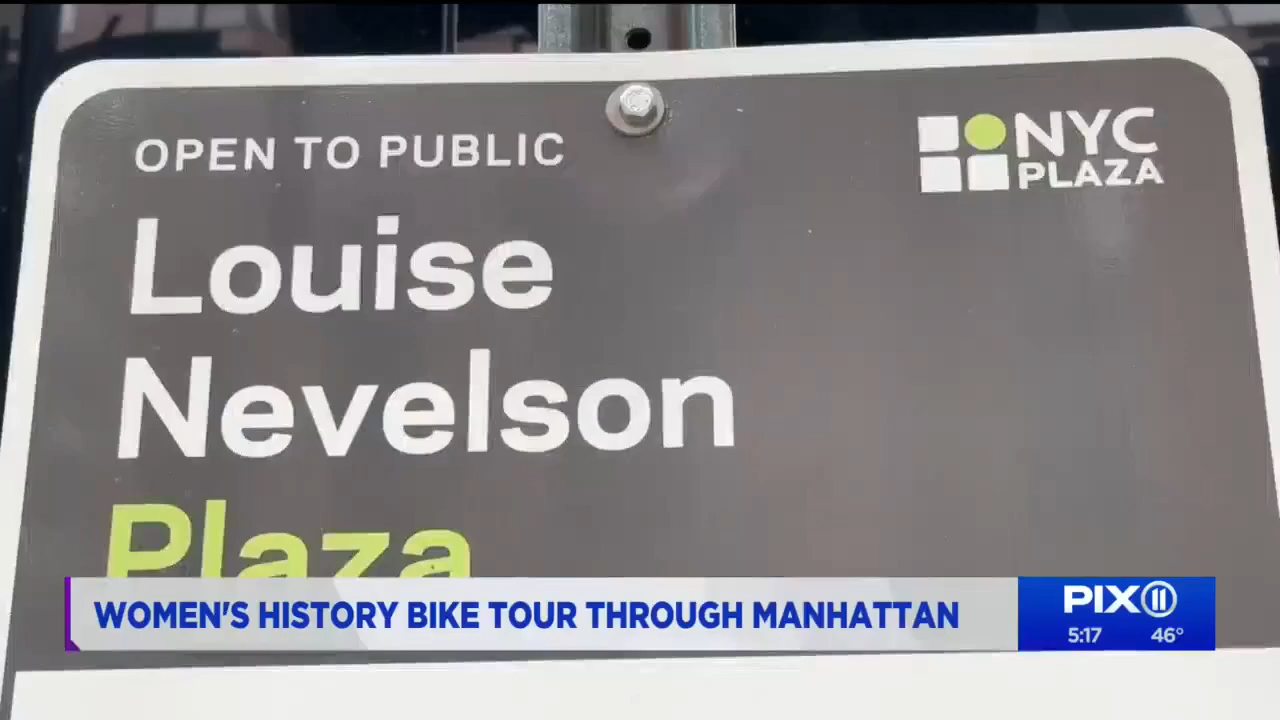 OPEN TO PUBLIC
NYC
PLAZA
Louise
Nevelson
Plaza
WOMEN'S HISTORY BIKE TOUR THROUGH MANHATTAN
PIX11
5:17 46°